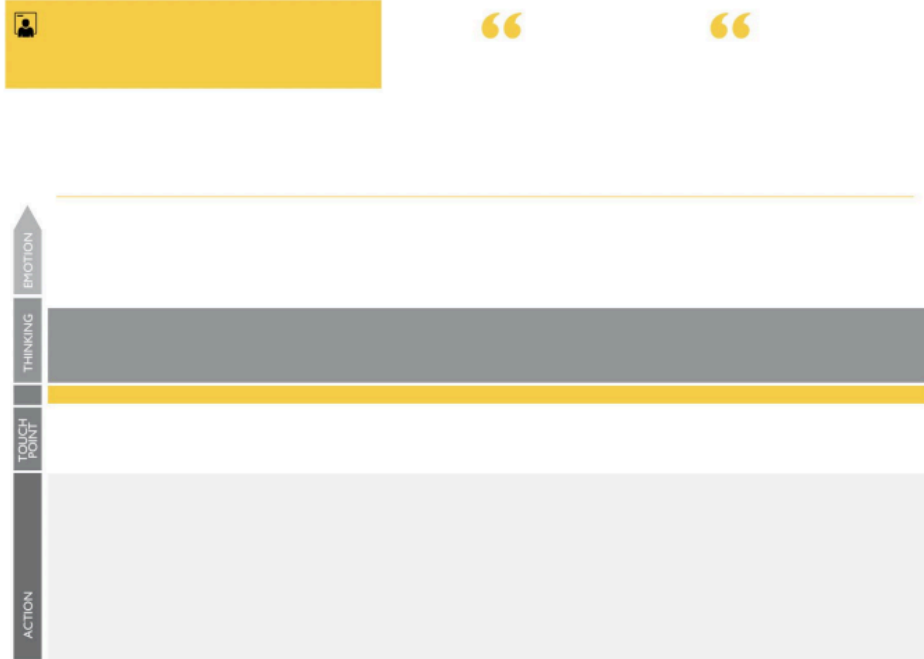 “
“
EMOTION
THINKING
TOUCH
POINT
ACTION